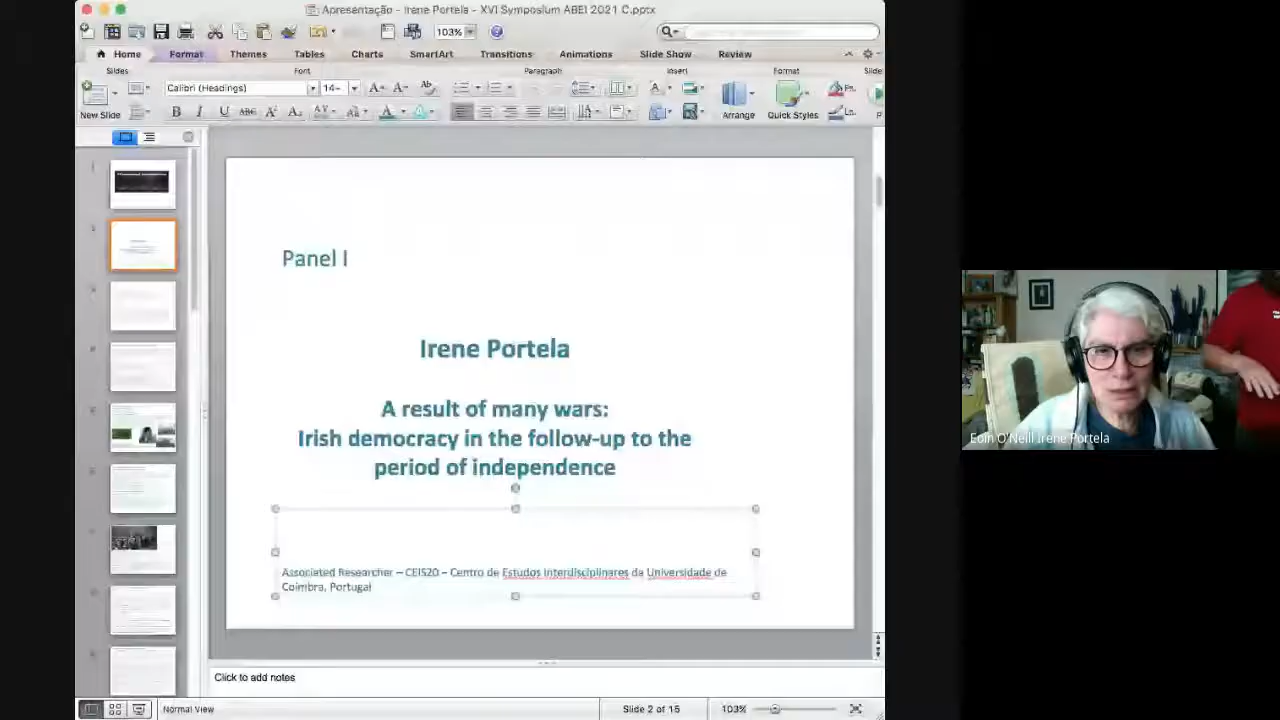 Apresentação - Irene Portela - XVI Symposium ABEI 2021 C.pptx
103%
Home Format Themes Tables Charts SmartArt Transitions Animations Slide Show Review
Slides Font Paragraph Insert Format Slide
Calibri (Headings)
New Slide
B I U ABC
Arrange Quick Styles
Panel I
Irene Portela
A result of many wars:
Irish democracy in the follow-up to the
period of independence
Associated Researcher – CEIS20 – Centro de Estudos Interdisciplinares da Universidade de
Coimbra, Portugal
Eoin O'Neill Irene Portela
Click to add notes
Normal View
Slide 2 of 15
103%